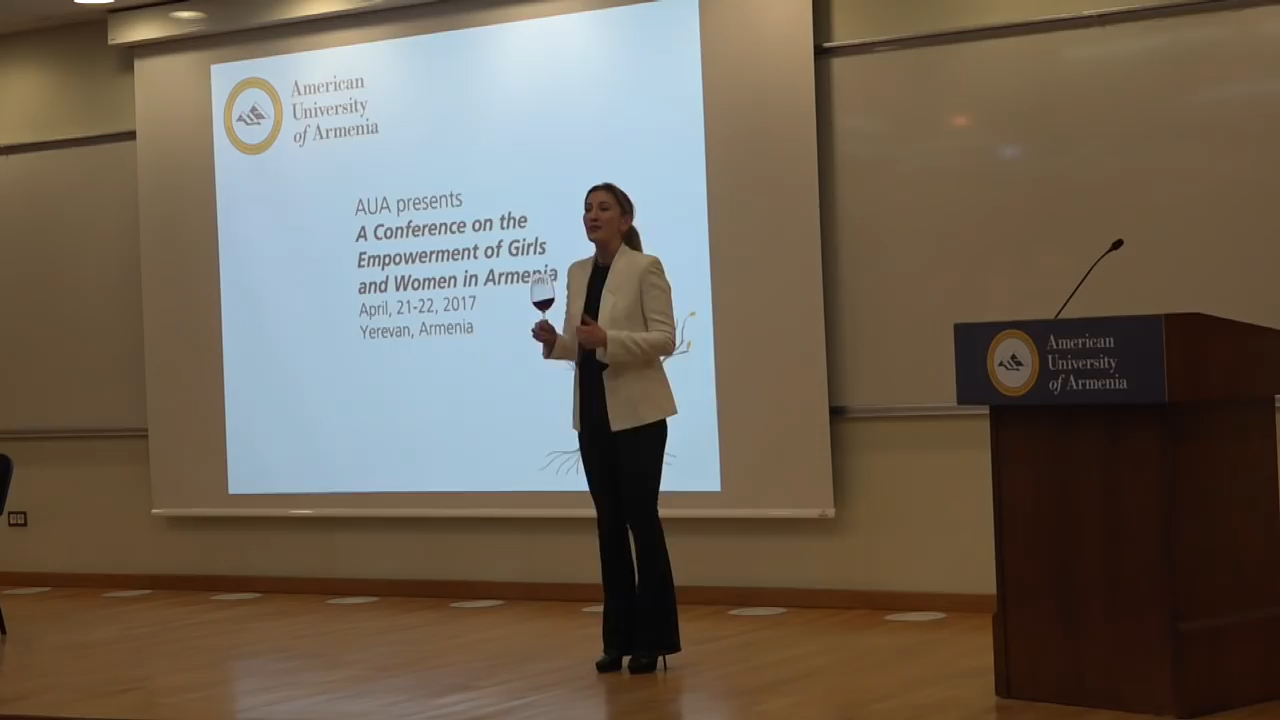 American
University
of Armenia
AUA presents
A Conference on the
Empowerment of Girls
and Women in Armenia
April, 21-22, 2017
Yerevan, Armenia
American
University
of Armenia